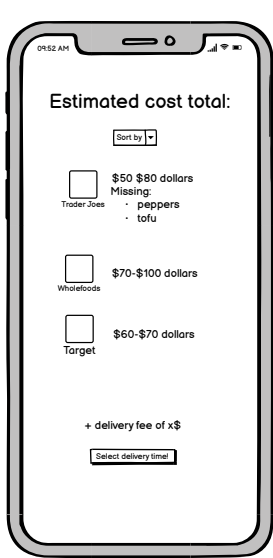 09:52 AM
Estimated cost total:
Sort by
$50 $80 dollars
Missing:
· peppers
· tofu
Trader Joes
$70-$100 dollars
Wholefoods
$60-$70 dollars
Target
+ delivery fee of x$
Select delivery time!